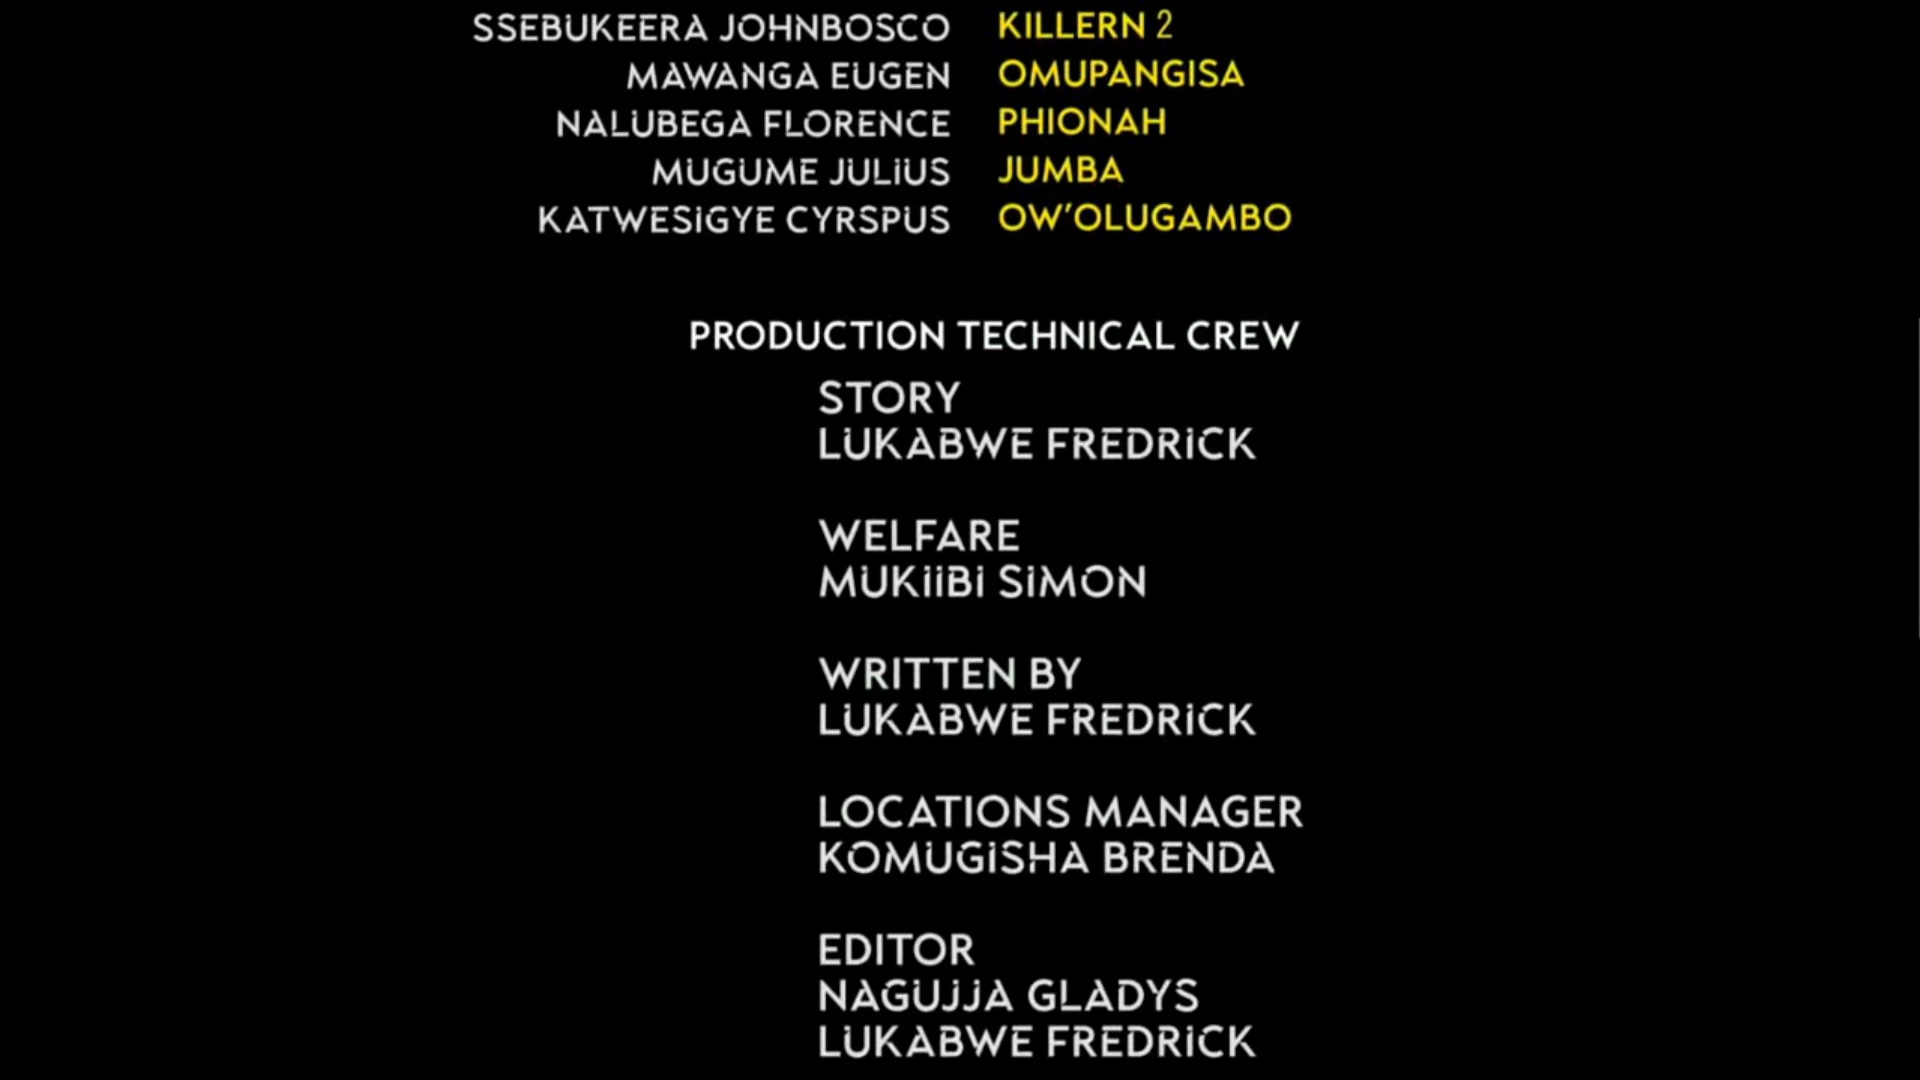 SSEBUKEERA JOHNBOSCO KILLERN 2
MAWANGA EUGEN OMUPANGISA
NALUBEGA FLORENCE PHIONAH
MUGUME JULIUS JUMBA
KATWESIGYE CYRSPUS OW'OLUGAMBO
PRODUCTION TECHNICAL CREW
STORY
LUKABWE FREDRICK
WELFARE
MUKIIBI SIMON
WRITTEN BY
LUKABWE FREDRICK
LOCATIONS MANAGER
KOMUGISHA BRENDA
EDITOR
NAGUJJA GLADYS
LUKABWE FREDRICK